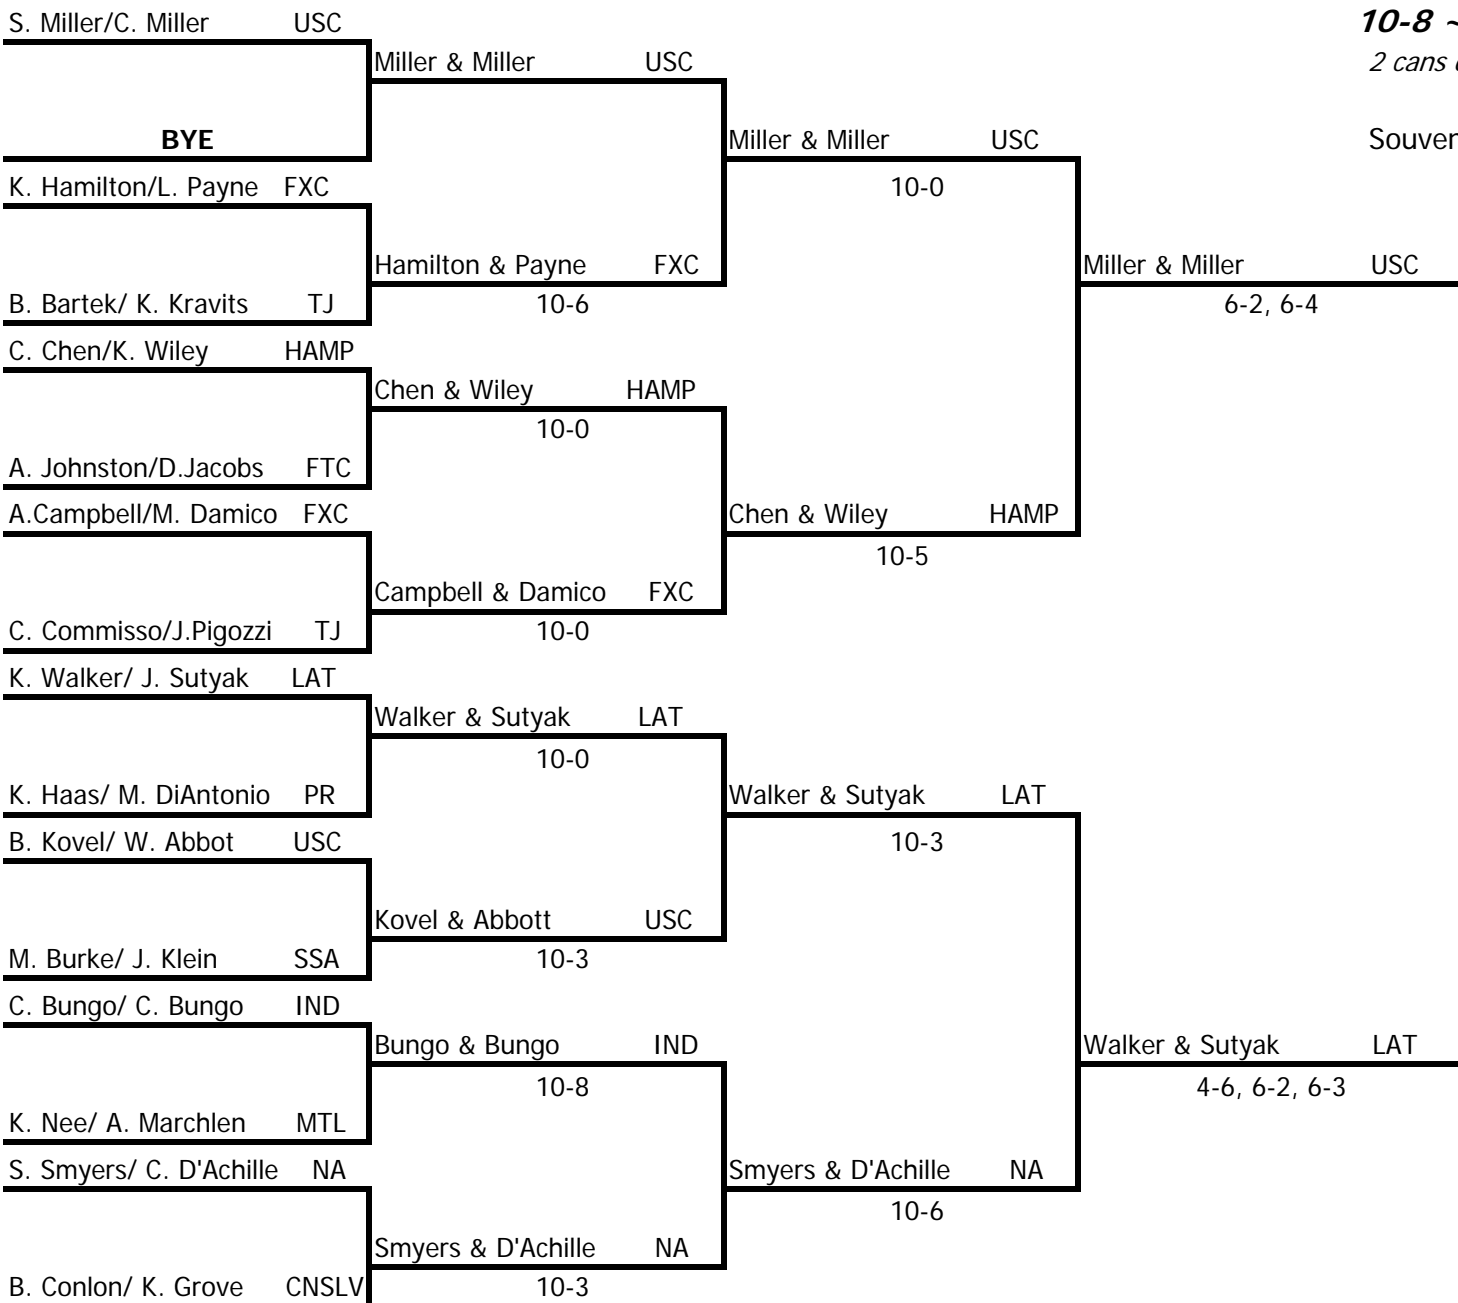 S. Miller/C. Miller USC
10-8 ~
Miller & Miller USC
2 cans
BYE
Miller & Miller USC
Souver
K. Hamilton/L. Payne FXC
10-0
Hamilton & Payne FXC
Miller & Miller USC
B. Bartek/ K. Kravits TJ
10-6
6-2, 6-4
C. Chen/K. Wiley HAMP
Chen & Wiley HAMP
10-0
A. Johnston/D.Jacobs FTC
A.Campbell/M. Damico FXC
Chen & Wiley HAMP
10-5
Campbell & Damico FXC
C. Commisso/J.Pigozzi TJ
10-0
K. Walker/ J. Sutyak LAT
Walker & Sutyak LAT
10-0
K. Haas/ M. DiAntonio PR
Walker & Sutyak LAT
B. Kovel/ W. Abbot USC
10-3
Kovel & Abbott USC
M. Burke/ J. Klein SSA
10-3
C. Bungo/ C. Bungo IND
Bungo & Bungo IND
Walker & Sutyak LAT
10-8
4-6, 6-2, 6-3
K. Nee/ A. Marchlen MTL
S. Smyers/ C. D'Achille NA
Smyers & D'Achille NA
10-6
Smyers & D'Achille NA
B. Conlon/ K. Grove CNSLV
10-3